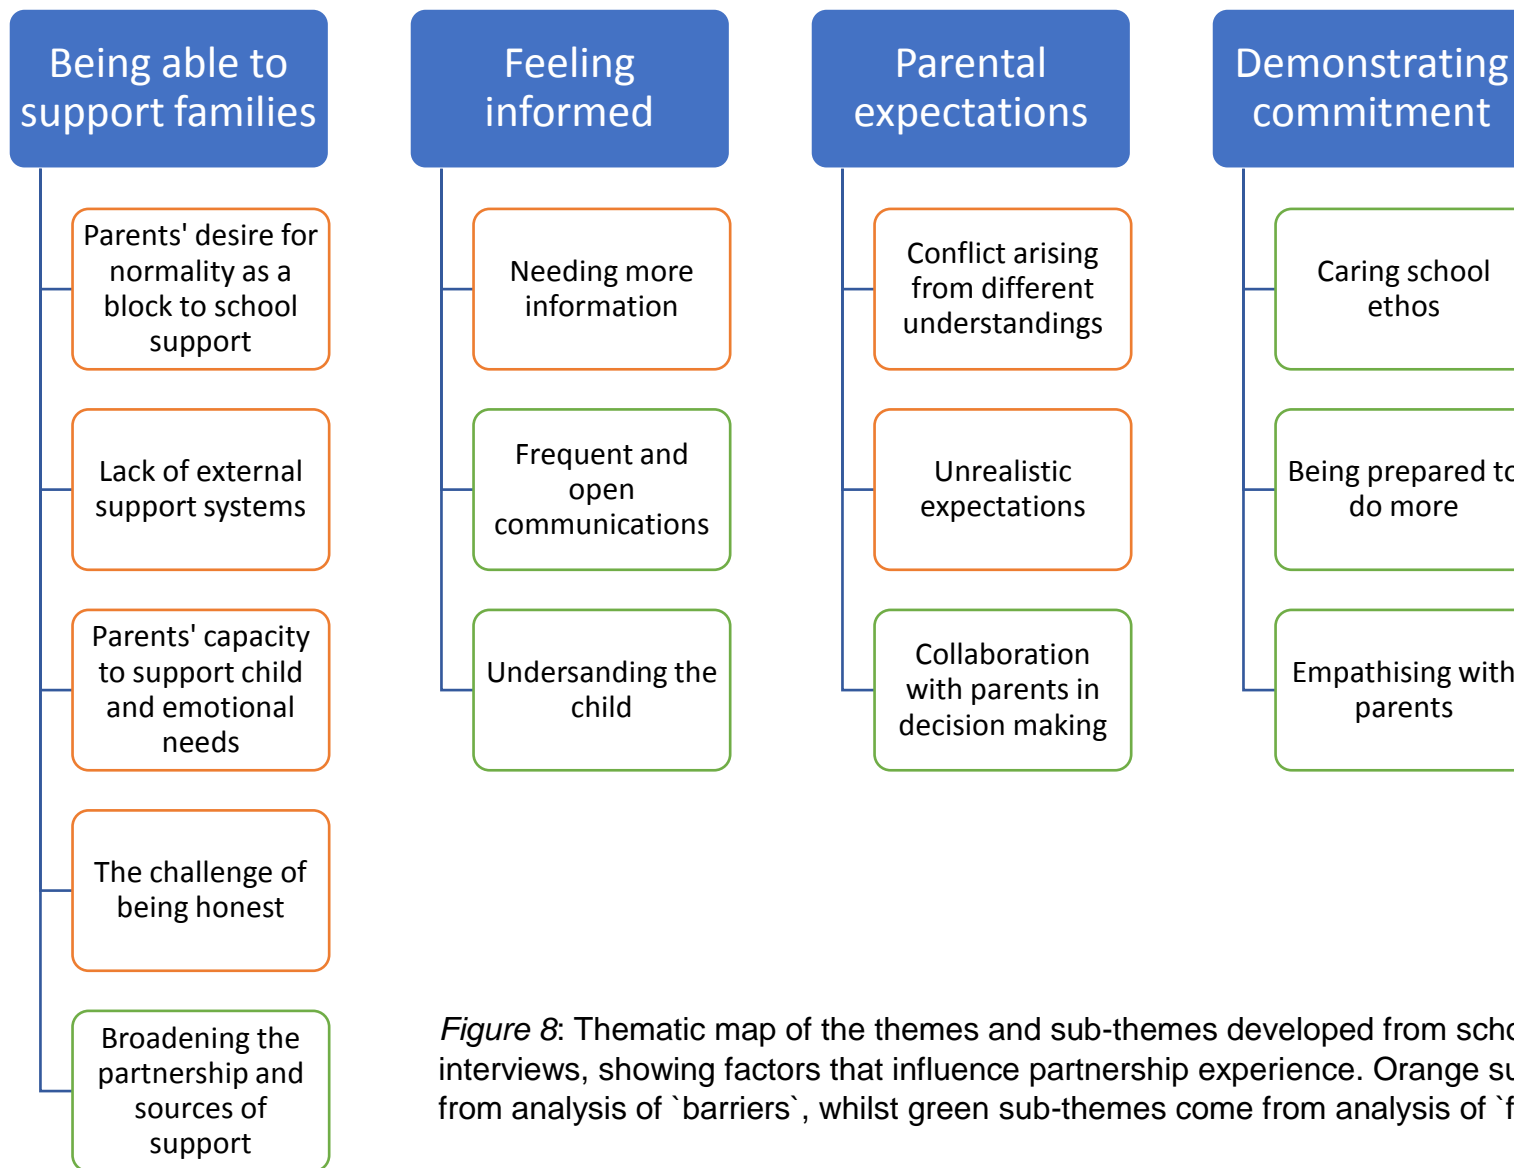 Being able to
support families
Parents' desire for
normality as a
block to school
support
Lack of external
support systems
Parents' capacity
to support child
and emotional
needs
The challenge of
being honest
Broadening the
partnership and
sources of
support
Feeling
informed
Needing more
information
Frequent and
open
communications
Undersanding the
child
Parental
expectations
Conflict arising
from different
understandings
Unrealistic
expectations
Collaboration
with parents in
decision making
Demonstrating
commitment
Caring school
ethos
Being prepared to
do more
Empathising with
parents
Figure 8: Thematic map of the themes and sub-themes developed from scho
interviews, showing factors that influence partnership experience. Orange su
from analysis of `barriers`, whilst green sub-themes come from analysis of `f